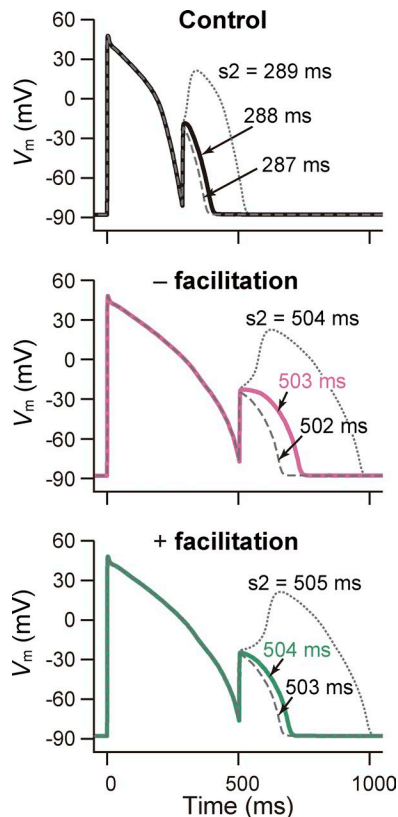 Control
60
30
0
-30
-60
-90
Vm (mV)
s2 = 289 ms
288 ms
287 ms
– facilitation
60
30
0
-30
-60
-90
Vm (mV)
s2 = 504 ms
503 ms
502 ms
+ facilitation
60
30
0
-30
-60
-90
Vm (mV)
s2 = 505 ms
504 ms
503 ms
0 500 1000
Time (ms)